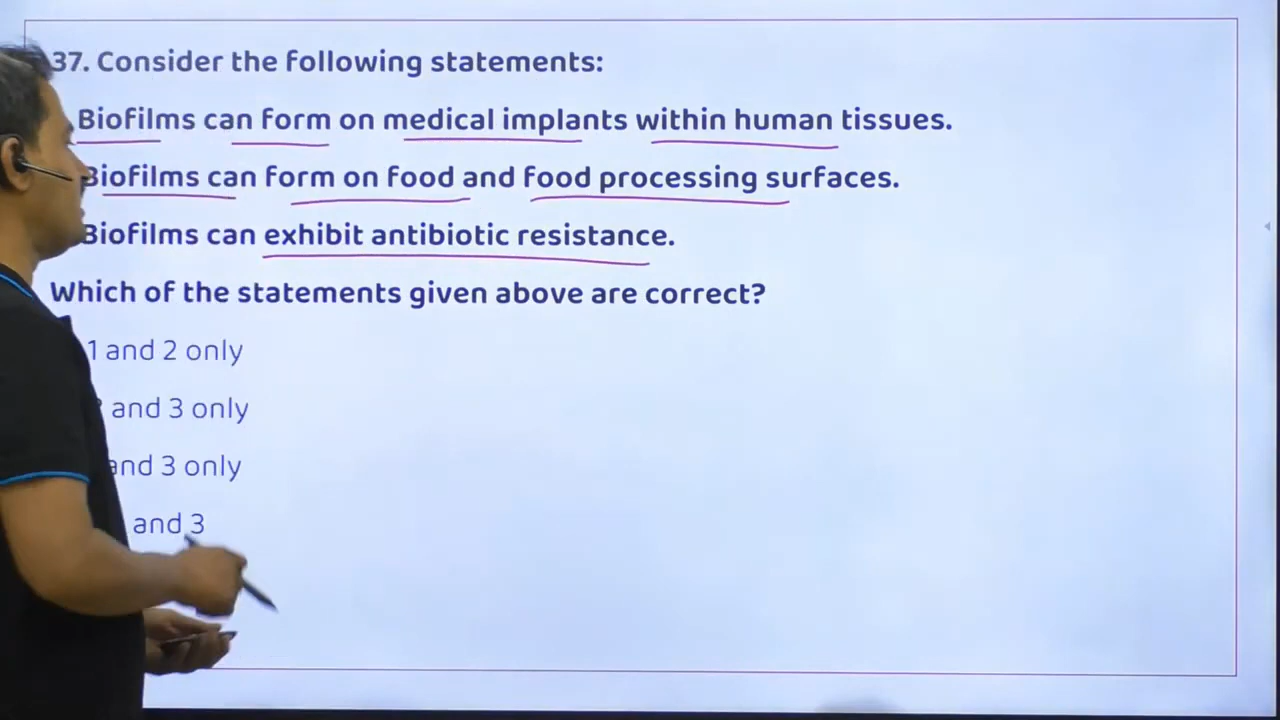 37. Consider the following statements:
Biofilms can form on medical implants within human tissues.
Biofilms can form on food and food processing surfaces.
Biofilms can exhibit antibiotic resistance.
Which of the statements given above are correct?
1 and 2 only
and 3 only
and 3 only
and 3